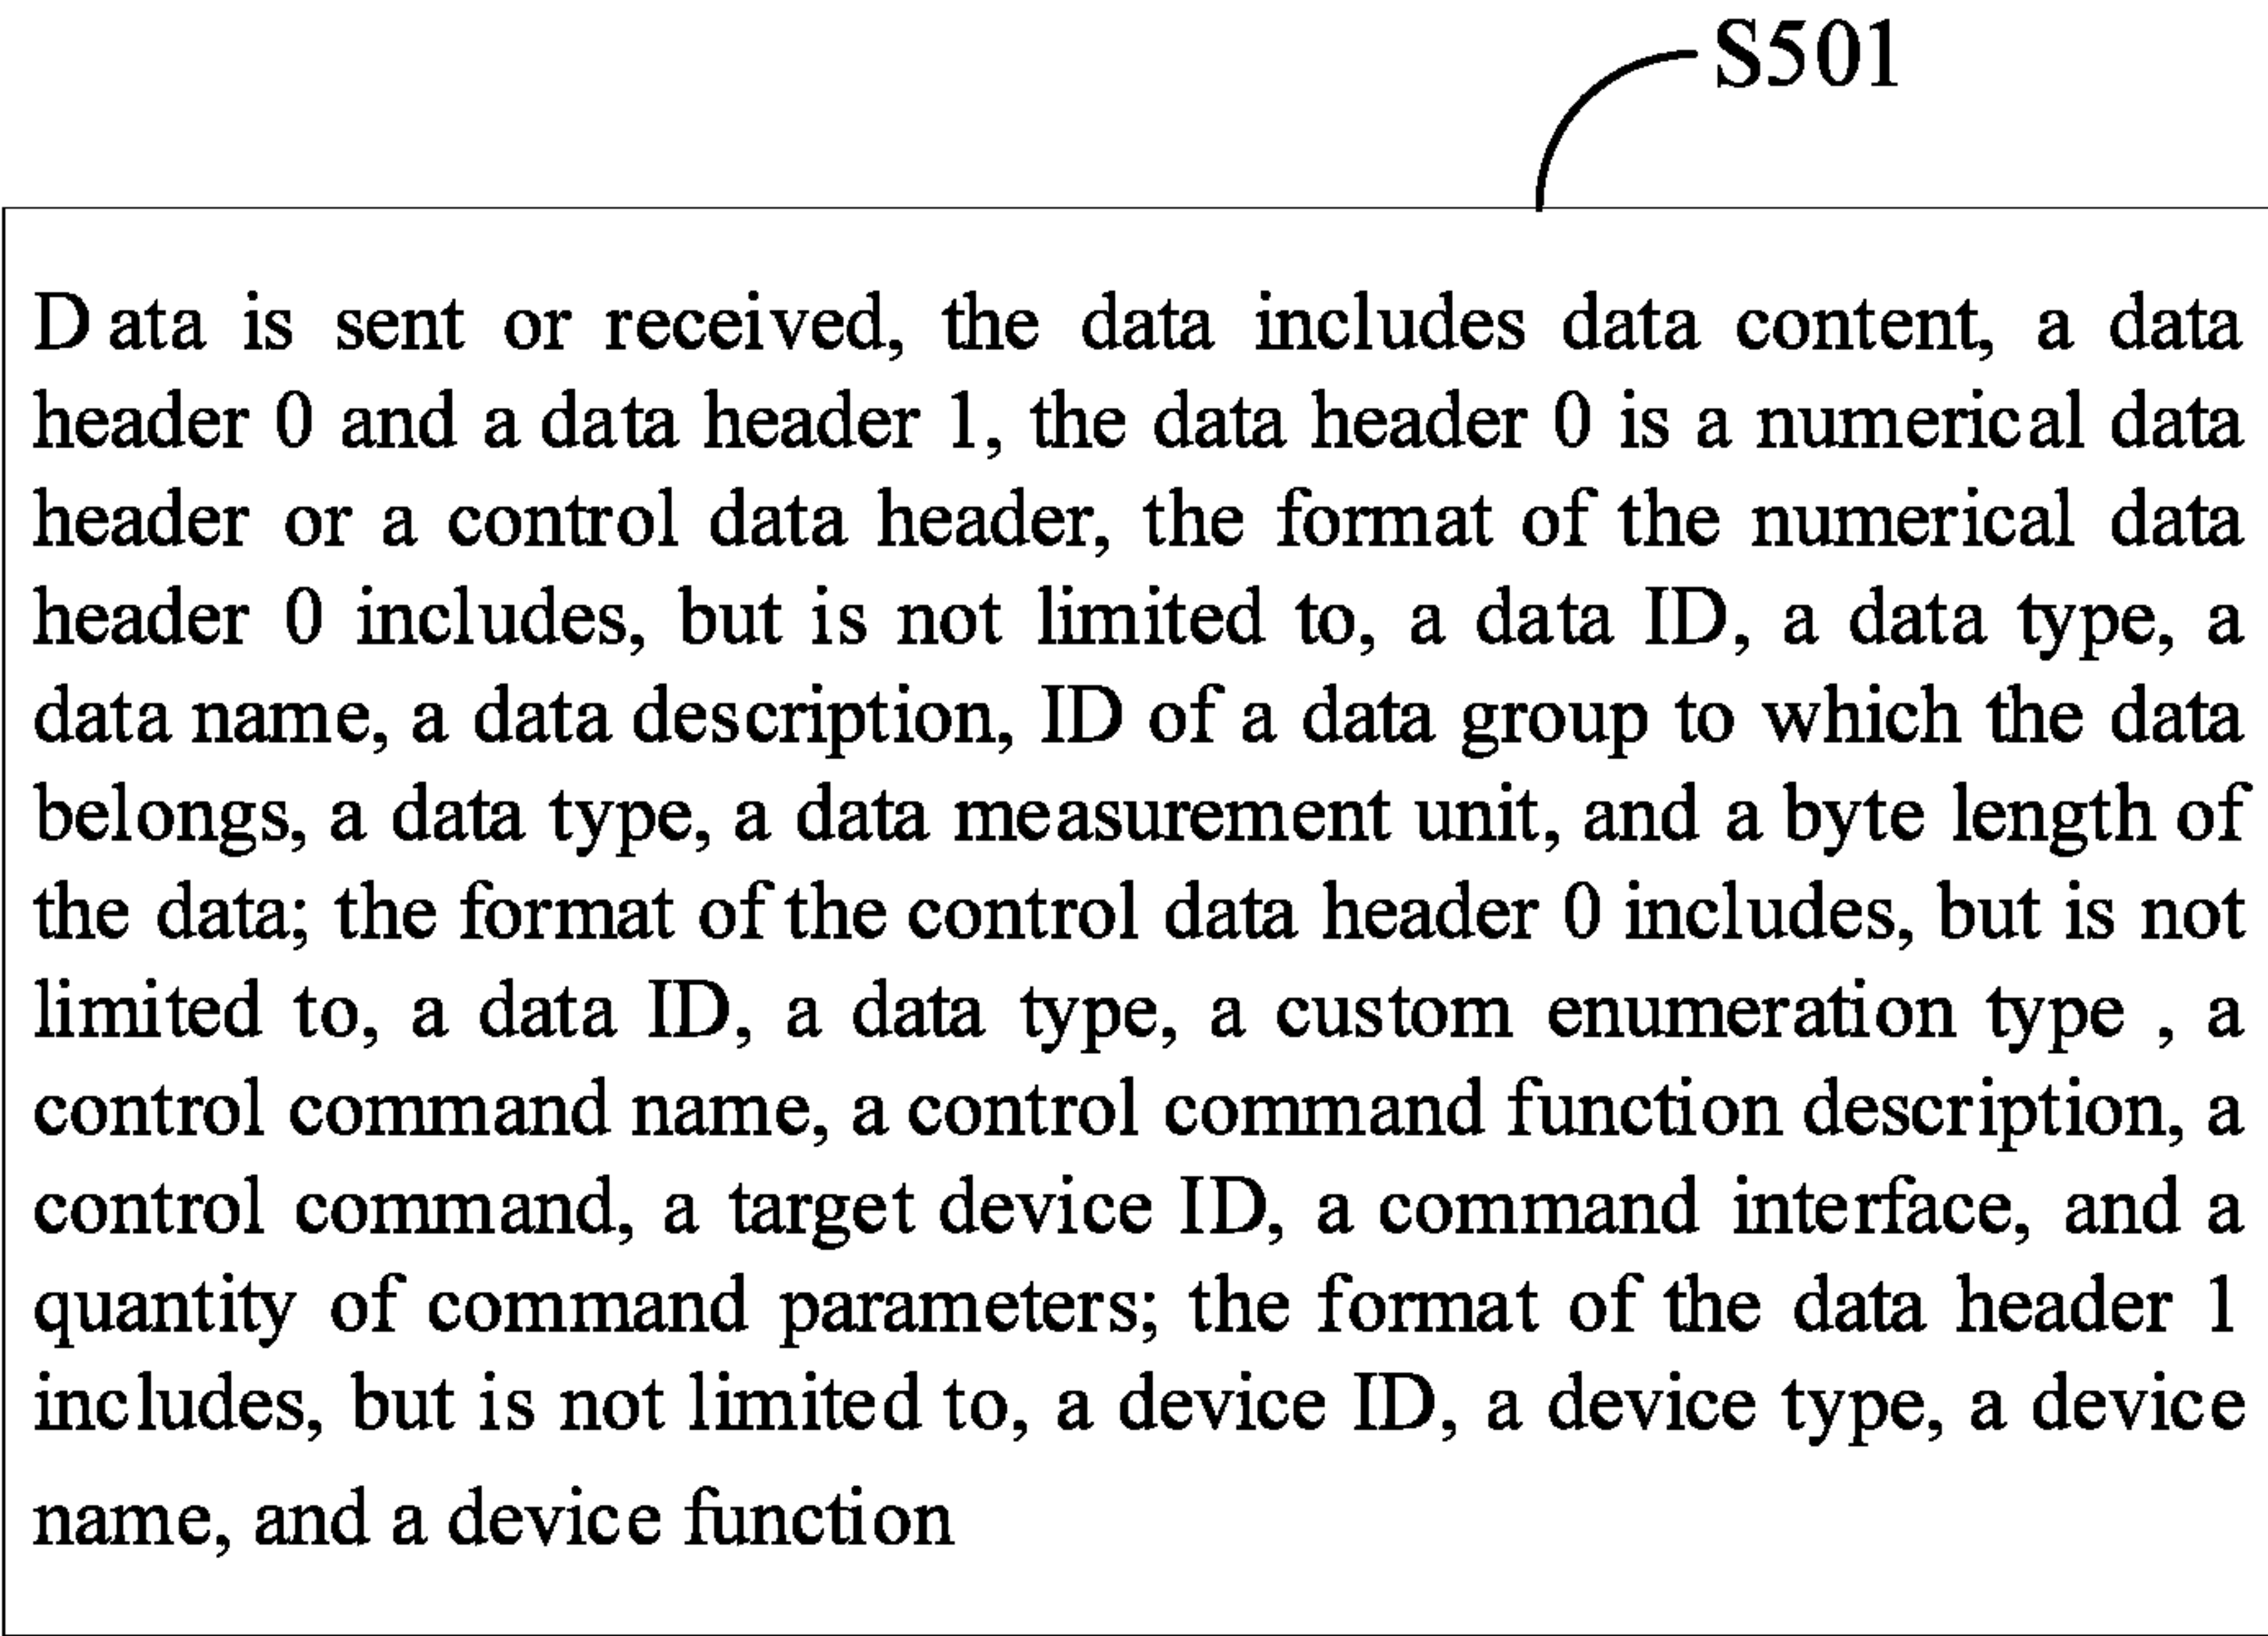 S501
Data is sent or received, the data includes data content, a data
header 0 and a data header 1, the data header 0 is a numerical data
header or a control data header, the format of the numerical data
header 0 includes, but is not limited to, a data ID, a data type, a
data name, a data description, ID of a data group to which the data
belongs, a data type, a data measurement unit, and a byte length of
the data; the format of the control data header 0 includes, but is not
limited to, a data ID, a data type, a custom enumeration type , a
control command name, a control command function description, a
control command, a target device ID, a command interface, and a
quantity of command parameters; the format of the data header 1
includes, but is not limited to, a device ID, a device type, a device
name, and a device function